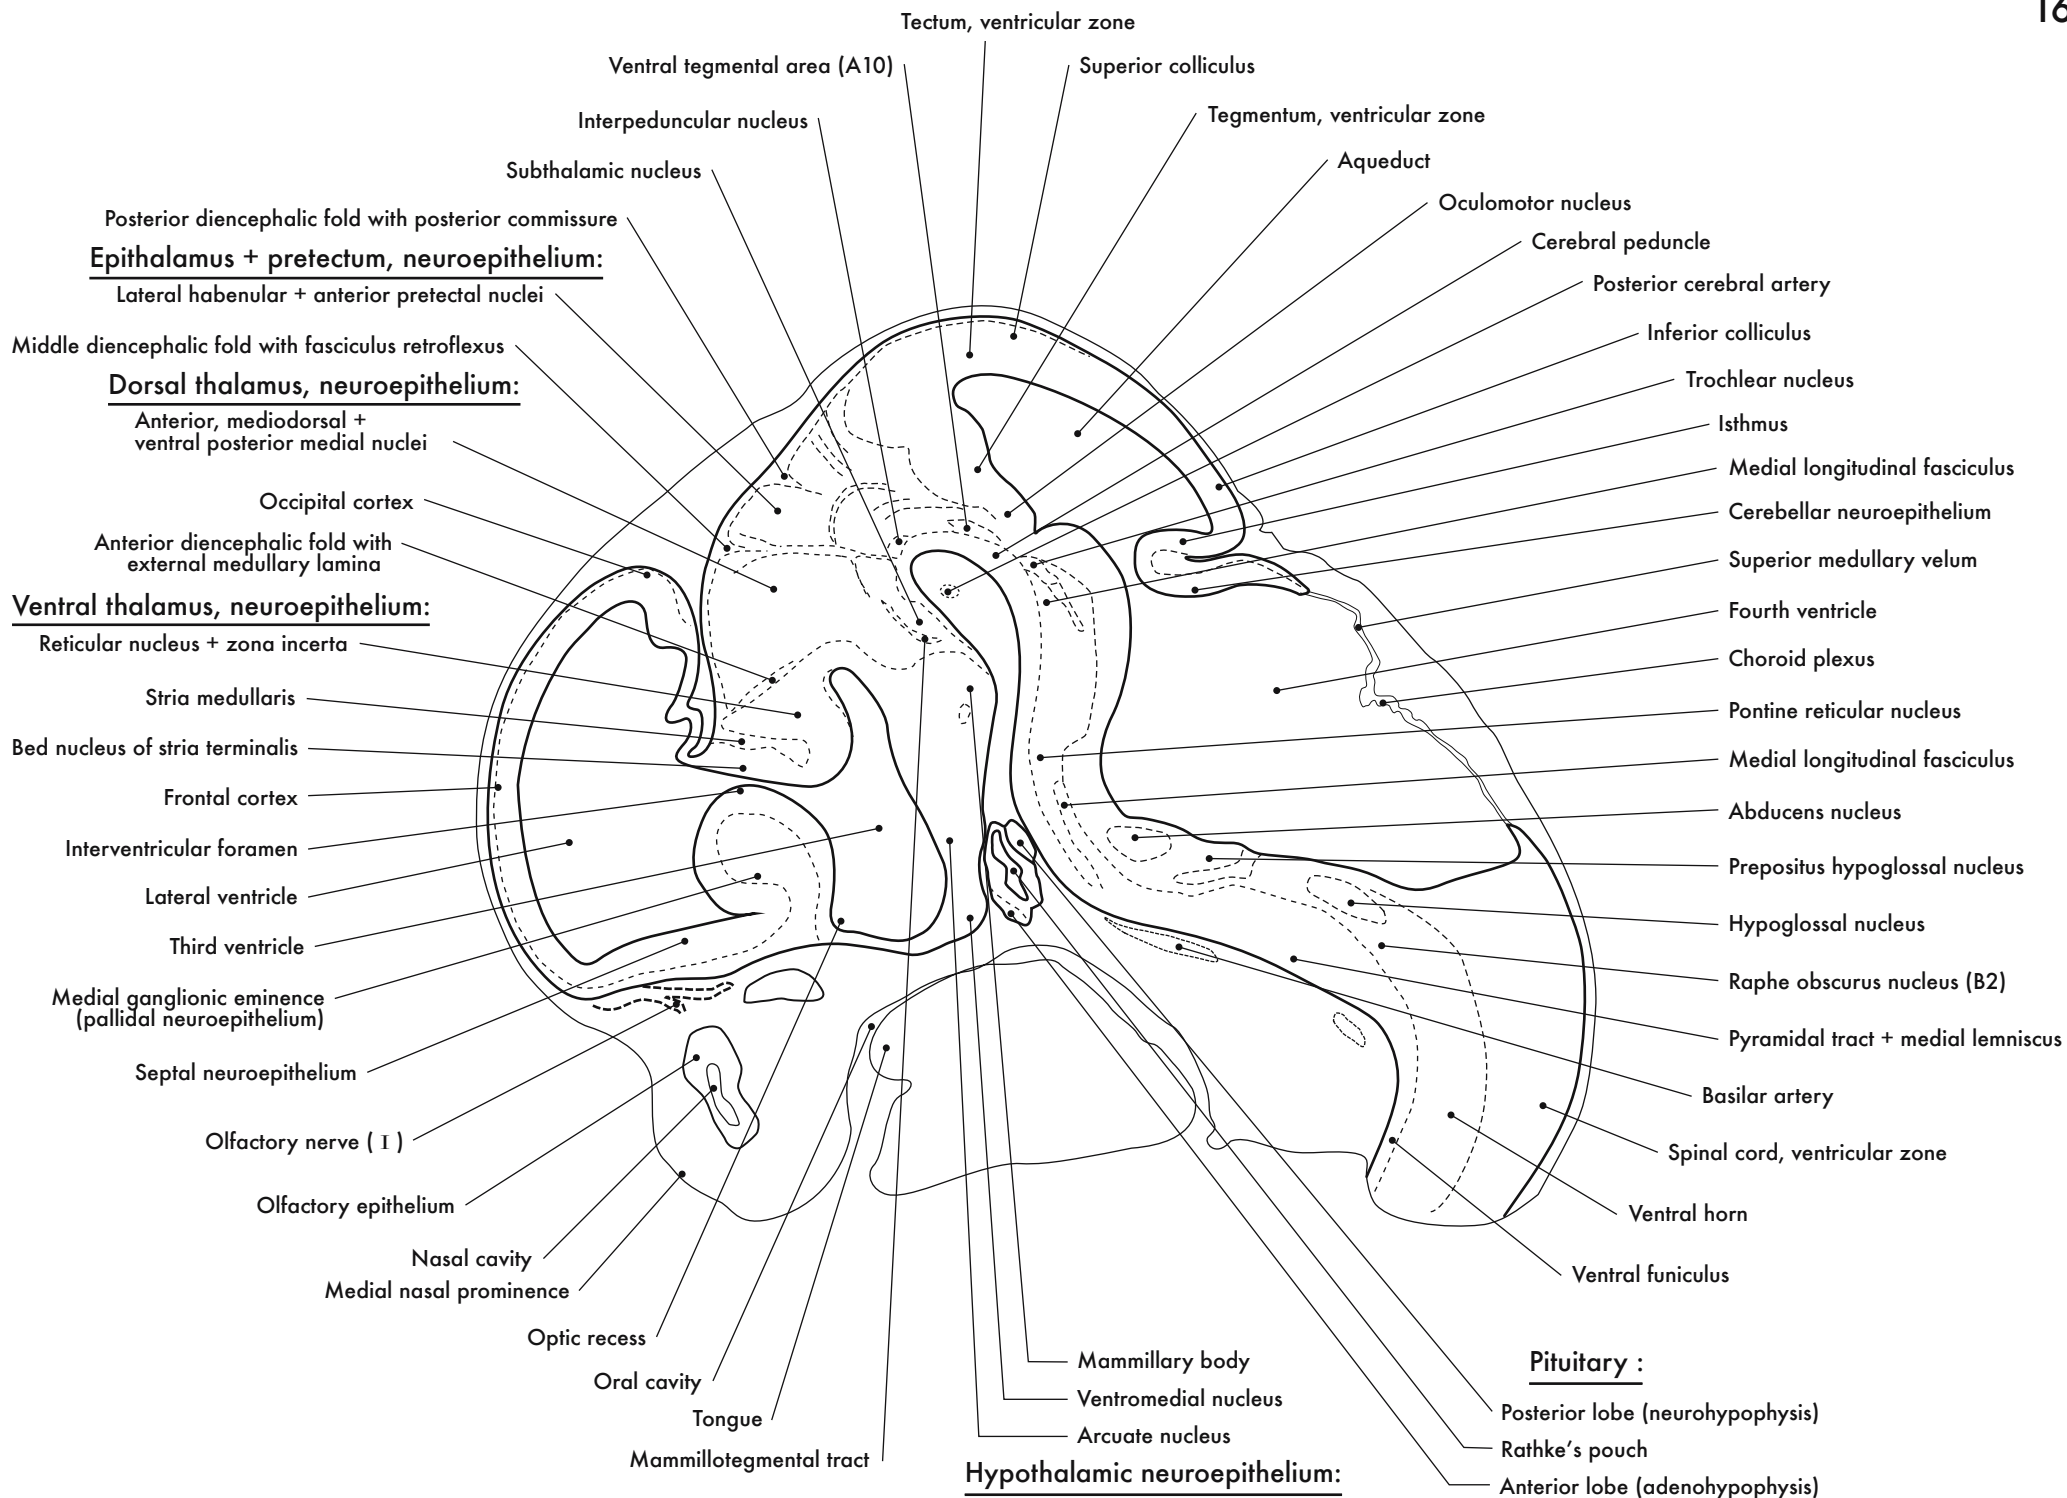 16
Tectum, ventricular zone
Ventral tegmental area (A10)
Superior colliculus
Interpeduncular nucleus
Tegmentum, ventricular zone
Subthalamic nucleus
Aqueduct
Posterior diencephalic fold with posterior commissure
Oculomotor nucleus
Epithalamus + pretectum, neuroepithelium:
Cerebral peduncle
Lateral habenular + anterior pretectal nuclei
Posterior cerebral artery
Middle diencephalic fold with fasciculus retroflexus
Inferior colliculus
Dorsal thalamus, neuroepithelium:
Trochlear nucleus
Anterior, mediodorsal +
ventral posterior medial nuclei
Isthmus
Medial longitudinal fasciculus
Occipital cortex
Cerebellar neuroepithelium
Anterior diencephalic fold with
external medullary lamina
Superior medullary velum
Ventral thalamus, neuroepithelium:
Fourth ventricle
Reticular nucleus + zona incerta
Choroid plexus
Stria medullaris
Pontine reticular nucleus
Bed nucleus of stria terminalis
Medial longitudinal fasciculus
Frontal cortex
Abducens nucleus
Interventricular foramen
Prepositus hypoglossal nucleus
Lateral ventricle
Hypoglossal nucleus
Third ventricle
Raphe obscurus nucleus (B2)
Medial ganglionic eminence
(pallidal neuroepithelium)
Pyramidal tract + medial lemniscus
Septal neuroepithelium
Basilar artery
Olfactory nerve ( I )
Spinal cord, ventricular zone
Olfactory epithelium
Ventral horn
Nasal cavity
Ventral funiculus
Medial nasal prominence
Optic recess
Oral cavity
Tongue
Mammillotegmental tract
Mammillary body
Ventromedial nucleus
Arcuate nucleus
Hypothalamic neuroepithelium:
Pituitary :
Posterior lobe (neurohypophysis)
Rathke's pouch
Anterior lobe (adenohypophysis)